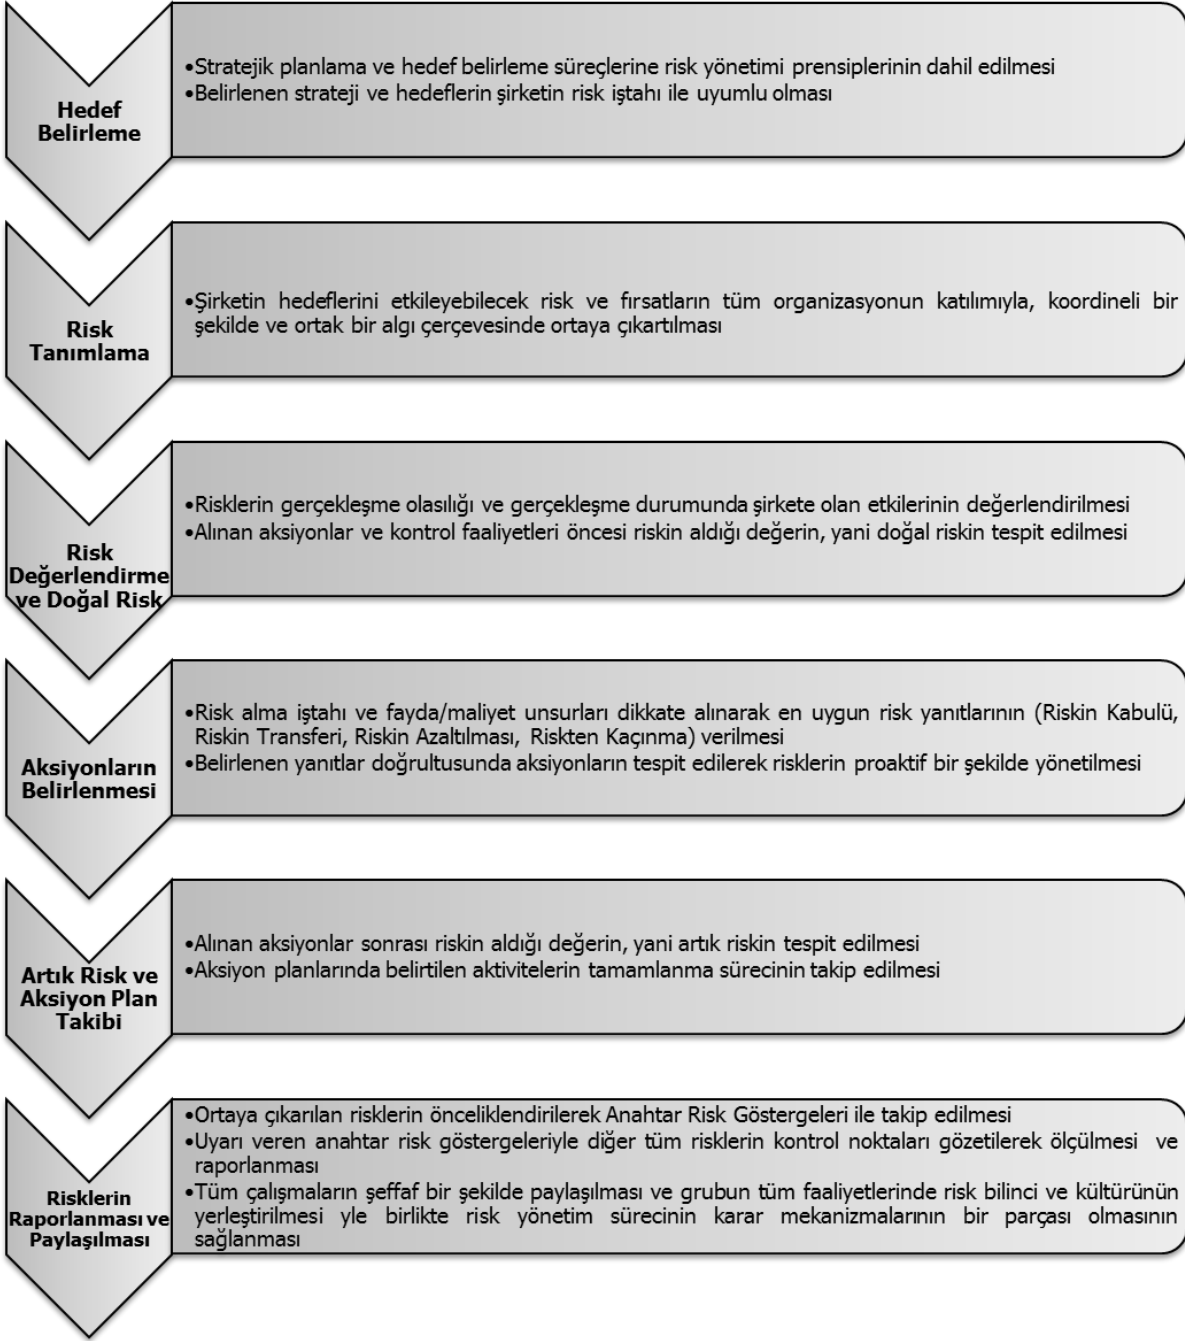 Hedef
Belirleme
•Stratejik planlama ve hedef belirleme süreçlerine risk yönetimi prensiplerinin dahil edilmesi
•Belirlenen strateji ve hedeflerin şirketin risk iştahı ile uyumlu olması
Risk
Tanımlama
•Şirketin hedeflerini etkileyebilecek risk ve fırsatların tüm organizasyonun katılımıyla, koordineli bir
şekilde ve ortak bir algı çerçevesinde ortaya çıkartılması
Risk
Değerlendirme
ve Doğal Risk
•Risklerin gerçekleşme olasılığı ve gerçekleşme durumunda şirkete olan etkilerinin değerlendirilmesi
•Alınan aksiyonlar ve kontrol faaliyetleri öncesi riskin aldığı değerin, yani doğal riskin tespit edilmesi
Aksiyonların
Belirlenmesi
•Risk alma iştahı ve fayda/maliyet unsurları dikkate alınarak en uygun risk yanıtlarının (Riskin Kabulü,
Riskin Transferi, Riskin Azaltılması, Riskten Kaçınma) verilmesi
•Belirlenen yanıtlar doğrultusunda aksiyonların tespit edilerek risklerin proaktif bir şekilde yönetilmesi
Artık Risk ve
Aksiyon Plan
Takibi
•Alınan aksiyonlar sonrası riskin aldığı değerin, yani artık riskin tespit edilmesi
•Aksiyon planlarında belirtilen aktivitelerin tamamlanma sürecinin takip edilmesi
Risklerin
Raporlanması ve
Paylaşılması
•Ortaya çıkarılan risklerin önceliklendirilerek Anahtar Risk Göstergeleri ile takip edilmesi
•Uyarı veren anahtar risk göstergeleriyle diğer tüm risklerin kontrol noktaları gözetilerek ölçülmesi ve
raporlanması
•Tüm çalışmaların şeffaf bir şekilde paylaşılması ve grubun tüm faaliyetlerinde risk bilinci ve kültürünün
yerleştirilmesi yle birlikte risk yönetim sürecinin karar mekanizmalarının bir parçası olmasının
sağlanması